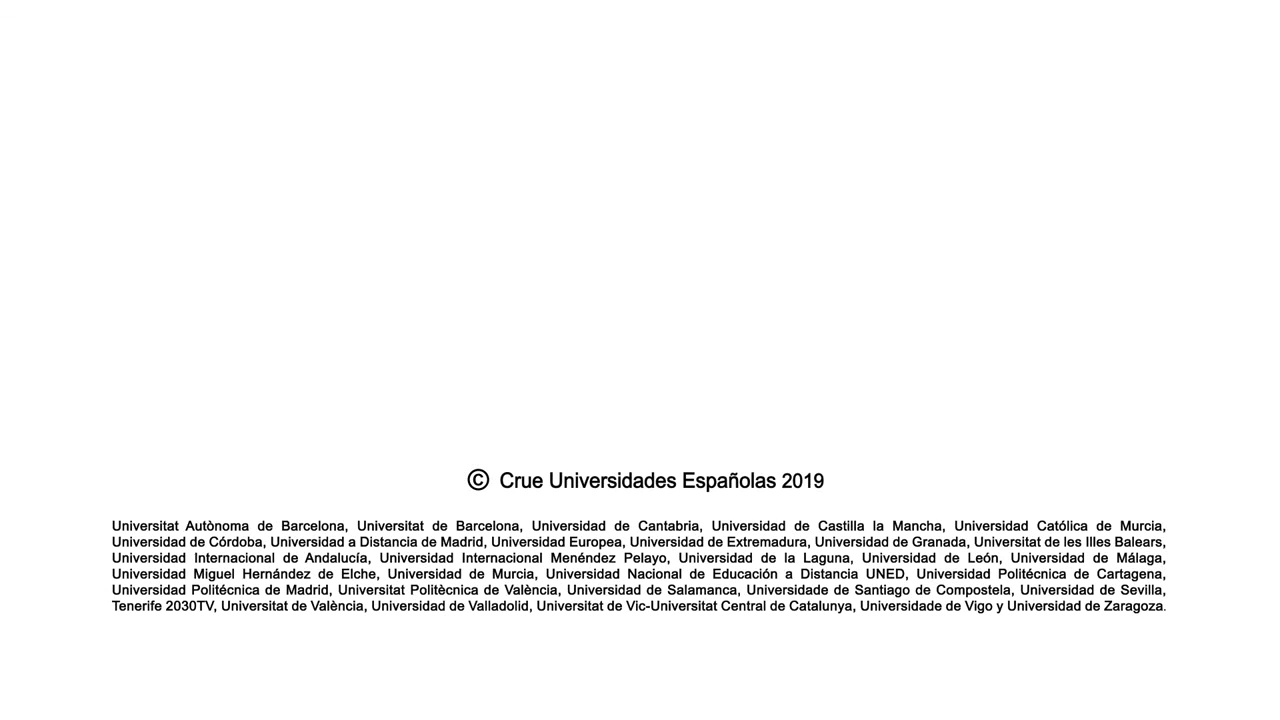 © Crue Universidades Españolas 2019
Universitat Autònoma de Barcelona, Universitat de Barcelona, Universidad de Cantabria, Universidad de Castilla la Mancha, Universidad Católica de Murcia,
Universidad de Córdoba, Universidad a Distancia de Madrid, Universidad Europea, Universidad de Extremadura, Universidad de Granada, Universitat de les Illes Balears,
Universidad Internacional de Andalucía, Universidad Internacional Menéndez Pelayo, Universidad de la Laguna, Universidad de León, Universidad de Málaga,
Universidad Miguel Hernández de Elche, Universidad de Murcia, Universidad Nacional de Educación a Distancia UNED, Universidad Politécnica de Cartagena,
Universidad Politécnica de Madrid, Universitat Politècnica de València, Universidad de Salamanca, Universidade de Santiago de Compostela, Universidad de Sevilla,
Tenerife 2030TV, Universitat de València, Universidad de Valladolid, Universitat de Vic-Universitat Central de Catalunya, Universidade de Vigo y Universidad de Zaragoza.